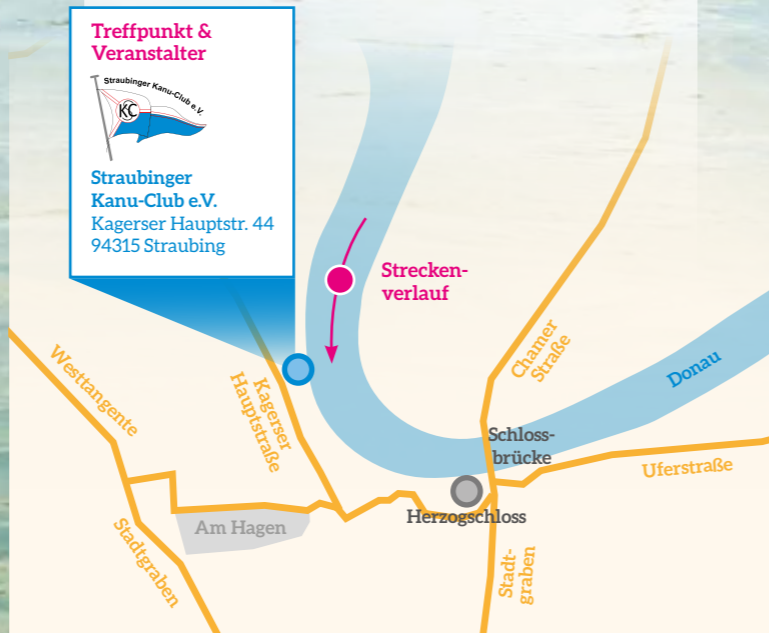 Treffpunkt &
Veranstalter
Straubinger Kanu-Club e.V.
KC
Straubinger
Kanu-Club e.V.
Kagerser Hauptstr. 44
94315 Straubing
Strecken-
verlauf
Westtangente
Kagerser
Hauptstraße
Chamer
Straße
Donau
Schloss-
brücke
Uferstraße
Herzogschloss
Am Hagen
Stadtgraben
Stadt-
graben